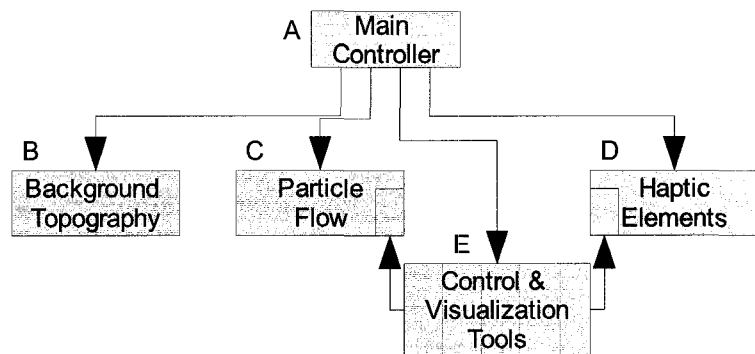 A
Main
Controller
B
Background
Topography
C
Particle
Flow
D
Haptic
Elements
E
Control &
Visualization
Tools